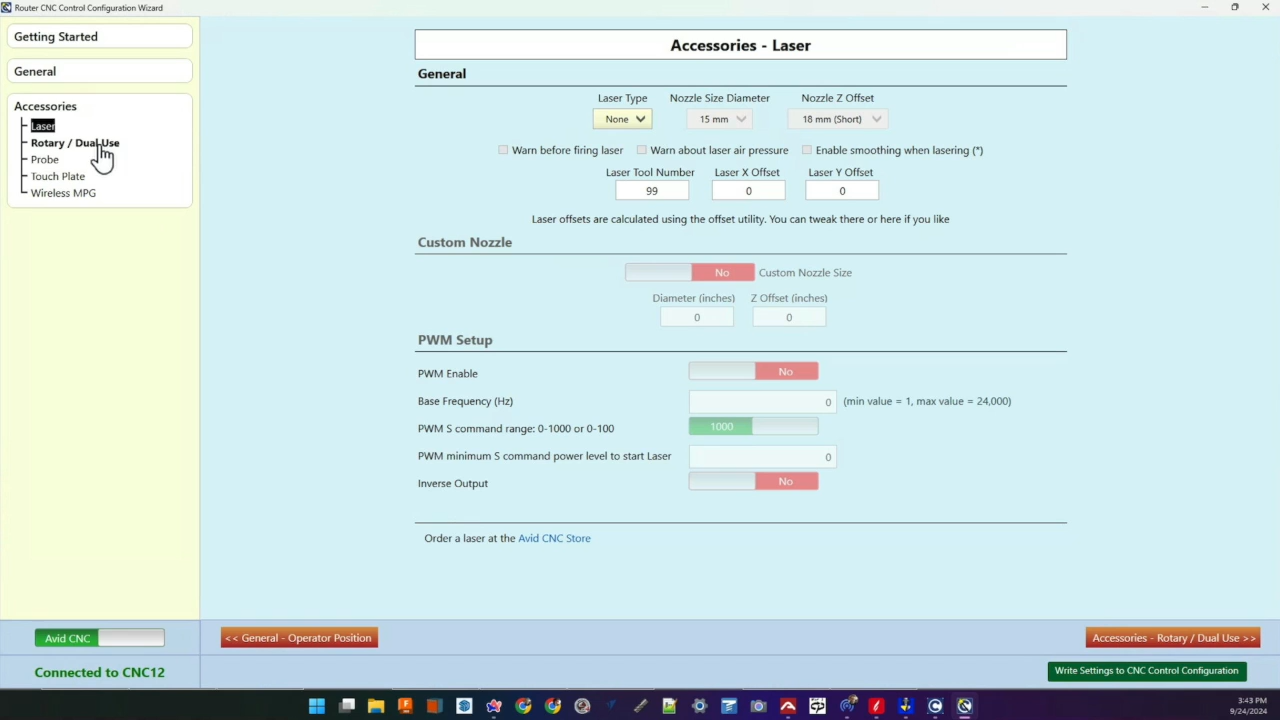 Router CNC Control Configuration Wizard
Getting Started
General
Accessories
Laser
Rotary / Dual Use
Probe
Touch Plate
Wireless MPG
Accessories - Laser
General
Laser Type Nozzle Size Diameter Nozzle Z Offset
None 15 mm 18 mm (Short)
Warn before firing laser Warn about laser air pressure Enable smoothing when lasering (*)
Laser Tool Number Laser X Offset Laser Y Offset
99 0 0
Laser offsets are calculated using the offset utility. You can tweak there or here if you like
Custom Nozzle
No Custom Nozzle Size
Diameter (inches) Z Offset (inches)
0 0
PWM Setup
PWM Enable No
Base Frequency (Hz) 0 (min value = 1, max value = 24,000)
PWM S command range: 0-1000 or 0-100 1000
PWM minimum S command power level to start Laser 0
Inverse Output No
Order a laser at the Avid CNC Store
Avid CNC
<< General - Operator Position
Accessories - Rotary / Dual Use >>
Connected to CNC12
Write Settings to CNC Control Configuration
3:43 PM
9/24/2024